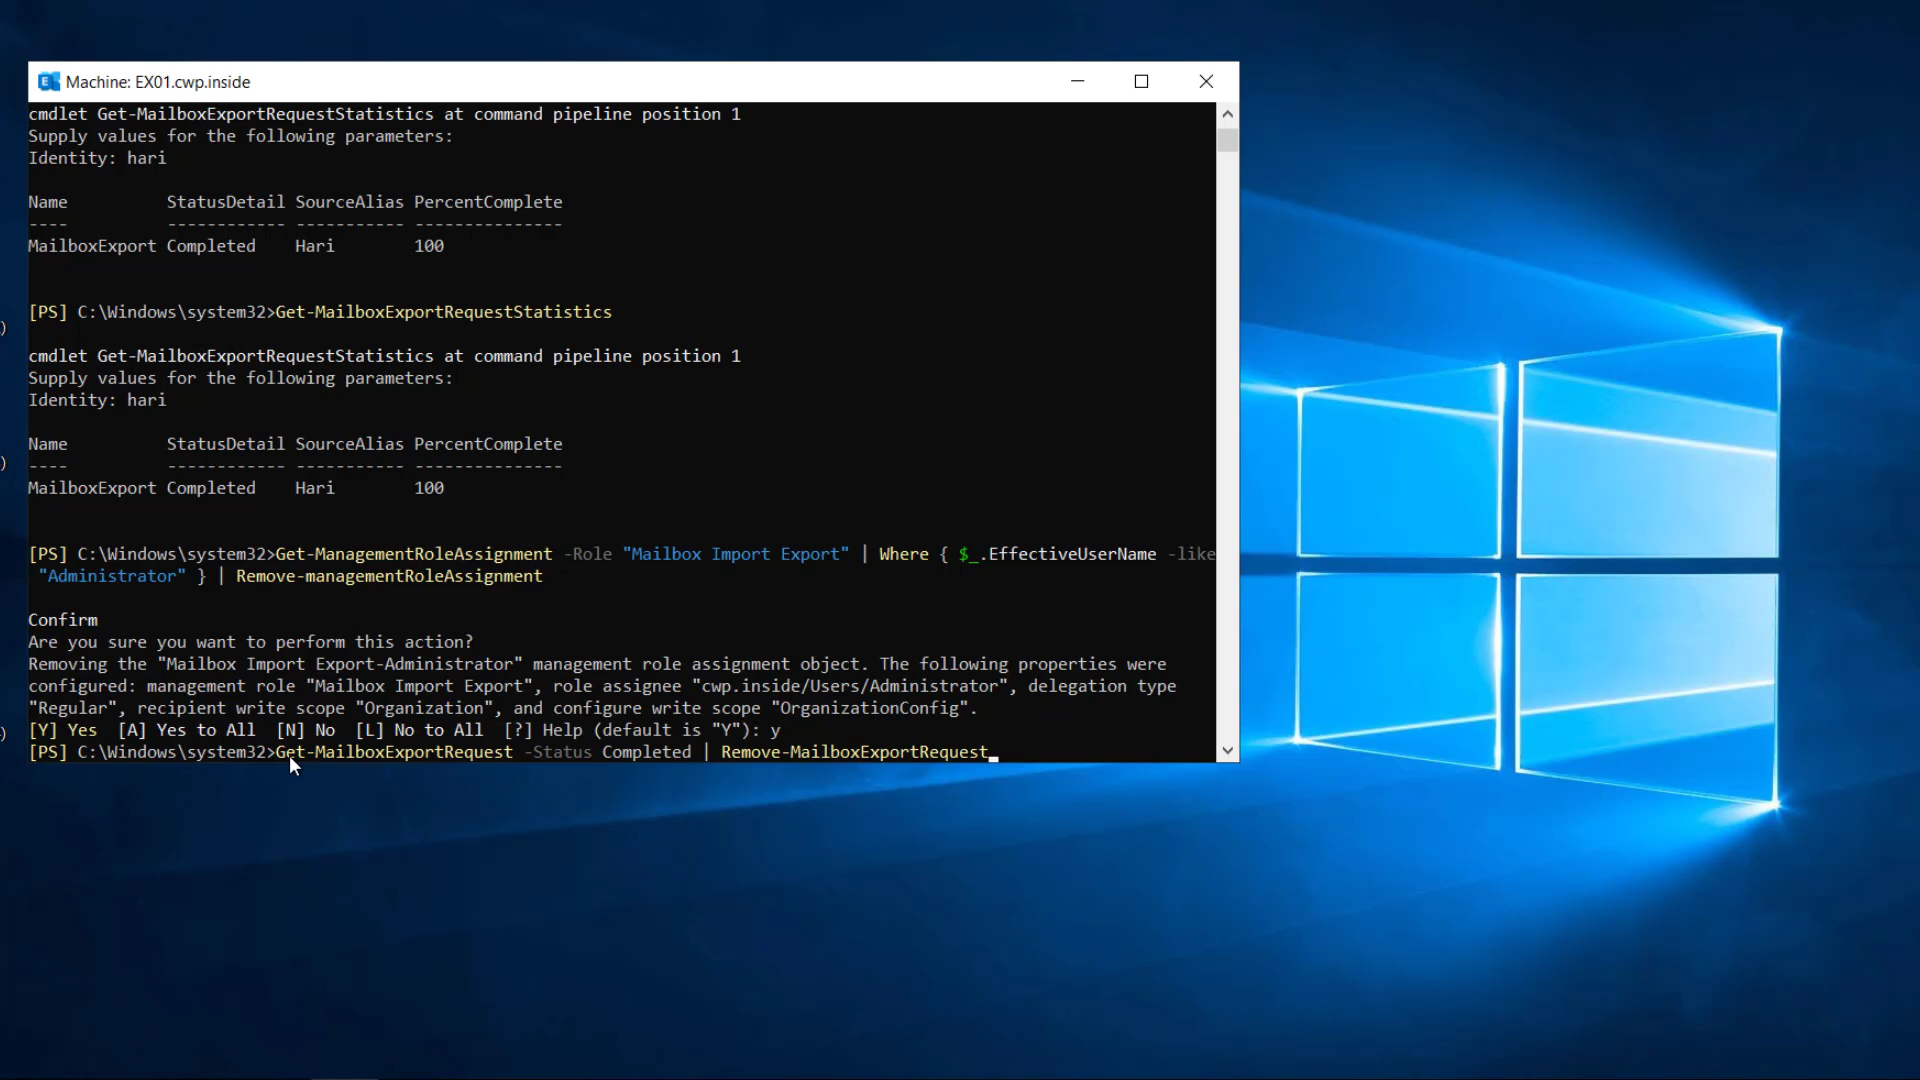 Machine: EX01.cwp.inside
cmdlet Get-MailboxExportRequestStatistics at command pipeline position 1
Supply values for the following parameters:
Identity: hari
Name          StatusDetail SourceAlias PercentComplete
----          ------------ ----------- ---------------
MailboxExport Completed    Hari        100
[PS] C:\Windows\system32>Get-MailboxExportRequestStatistics
cmdlet Get-MailboxExportRequestStatistics at command pipeline position 1
Supply values for the following parameters:
Identity: hari
Name          StatusDetail SourceAlias PercentComplete
----          ------------ ----------- ---------------
MailboxExport Completed    Hari        100
[PS] C:\Windows\system32>Get-ManagementRoleAssignment -Role "Mailbox Import Export" | Where { $_.EffectiveUserName -like
"Administrator" } | Remove-managementRoleAssignment
Confirm
Are you sure you want to perform this action?
Removing the "Mailbox Import Export-Administrator" management role assignment object. The following properties were
configured: management role "Mailbox Import Export", role assignee "cwp.inside/Users/Administrator", delegation type
"Regular", recipient write scope "Organization", and configure write scope "OrganizationConfig".
[Y] Yes  [A] Yes to All  [N] No  [L] No to All  [?] Help (default is "Y"): y
[PS] C:\Windows\system32>Get-MailboxExportRequest -Status Completed | Remove-MailboxExportRequest